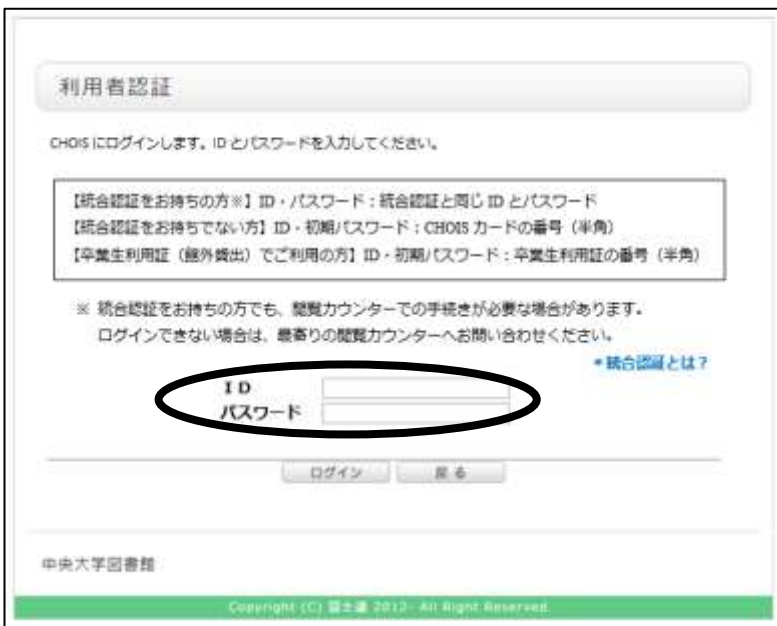 利用者認証
CHOISにログインします。IDとパスワードを入力してください。
【統合認証をお持ちの方※】ID・パスワード：統合認証と同じIDとパスワード
【統合認証をお持ちでない方】ID・初期パスワード：CHOISカードの番号（半角）
【卒業生利用証（館外貸出）でご利用の方】ID・初期パスワード：卒業生利用証の番号（半角）
※ 統合認証をお持ちの方でも、閲覧カウンターでの手続きが必要な場合があります。
ログインできない場合は、最寄りの閲覧カウンターへお問い合わせください。
統合認証とは？
ID
パスワード
ログイン 戻る
中央大学図書館
Copyright (C) 富士通 2012- All Right Reserved.